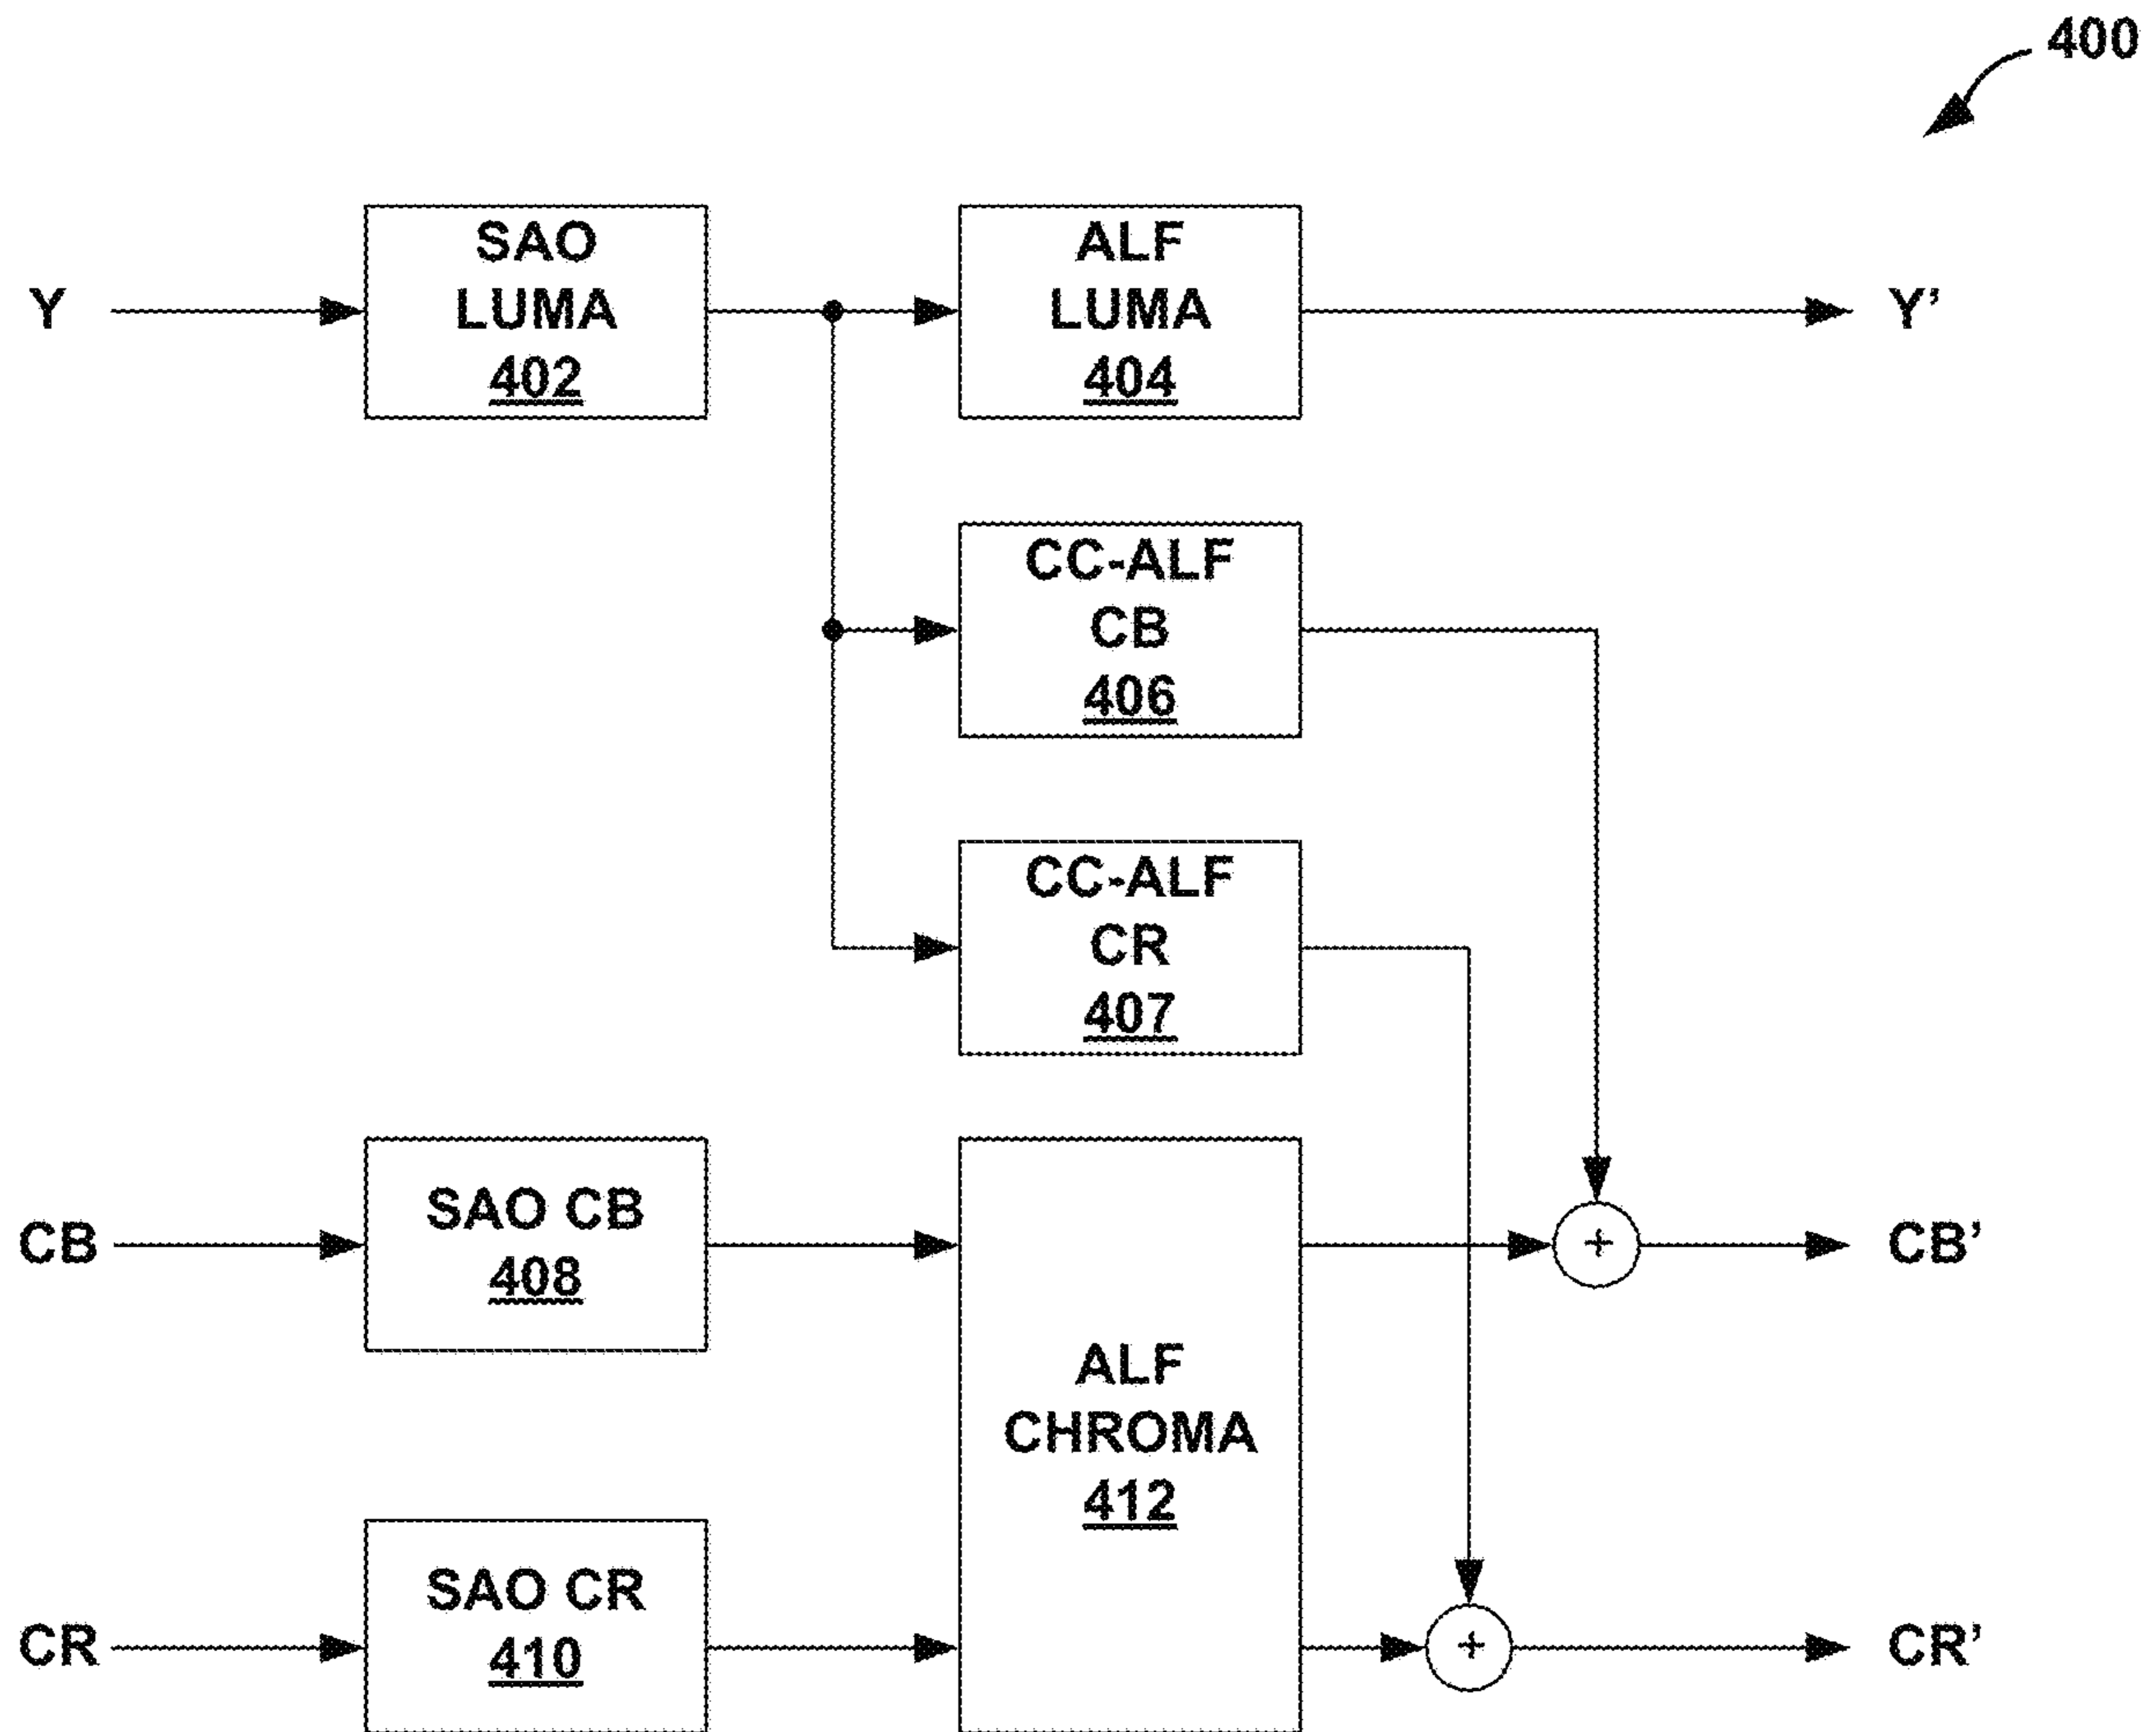 400
SAO
LUMA
402
ALF
LUMA
404
Y
Y’
CC-ALF
CB
406
CC-ALF
CR
407
CB
SAO CB
408
+
CB’
ALF
CHROMA
412
CR
SAO CR
410
+
CR’